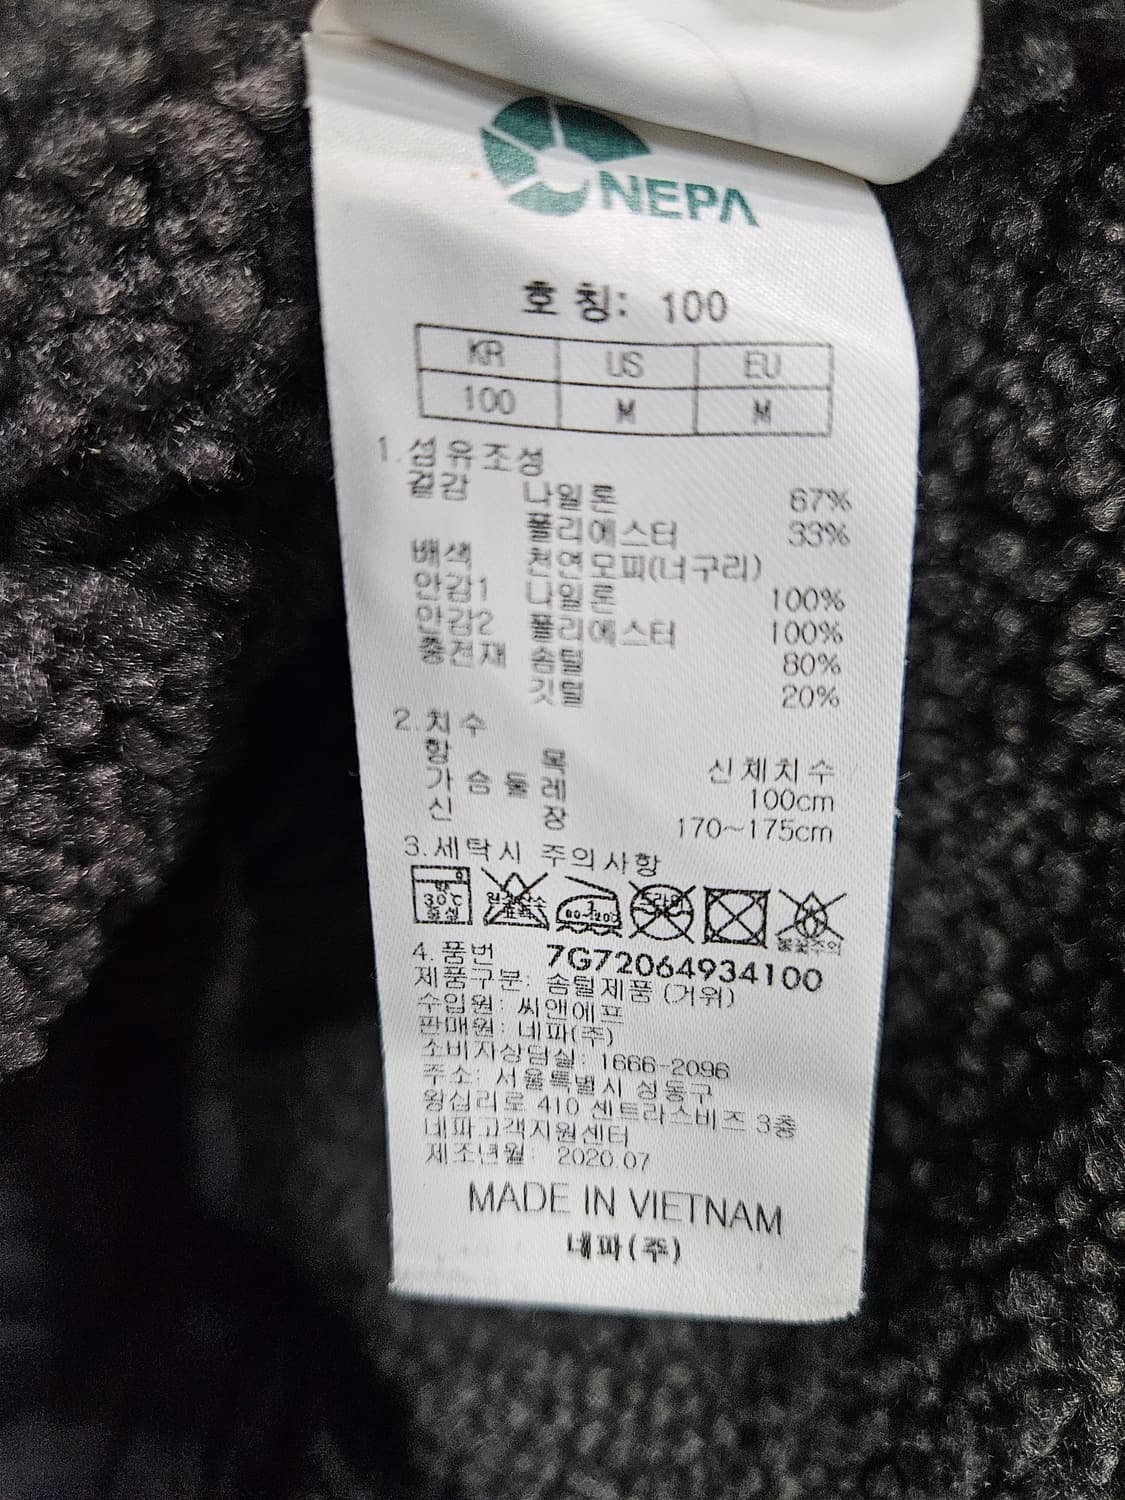 NEPA
호 칭: 100
KR US EU
100 M M
1.섬유조성
겉감 나일론 67%
폴리에스터 33%
배색 천연모피(너구리)
안감1 나일론 100%
안감2 폴리에스터 100%
충전재 솜털 80%
깃털 20%
2.치수
항 목 신체치수
가슴둘레 100cm
신 장 170~175cm
3.세탁시 주의사항
약 30℃ 중성
불꽃주의
4.품번 7G72064934100
제품구분: 솜털제품 (거위)
수입원: 씨앤에프
판매원: 네파(주)
소비자상담실: 1666-2096
주소: 서울특별시 성동구
왕십리로 410 센트라스비즈 3층
네파고객지원센터
제조년월: 2020.07
MADE IN VIETNAM
네파(주)